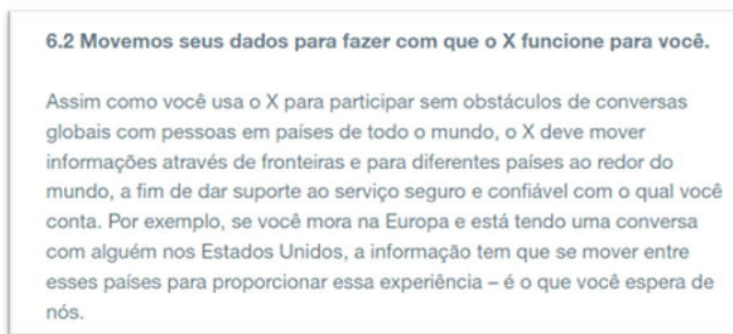 6.2 Movemos seus dados para fazer com que o X funcione para você.
Assim como você usa o X para participar sem obstáculos de conversas
globais com pessoas em países de todo o mundo, o X deve mover
informações através de fronteiras e para diferentes países ao redor do
mundo, a fim de dar suporte ao serviço seguro e confiável com o qual você
conta. Por exemplo, se você mora na Europa e está tendo uma conversa
com alguém nos Estados Unidos, a informação tem que se mover entre
esses países para proporcionar essa experiência – é o que você espera de
nós.